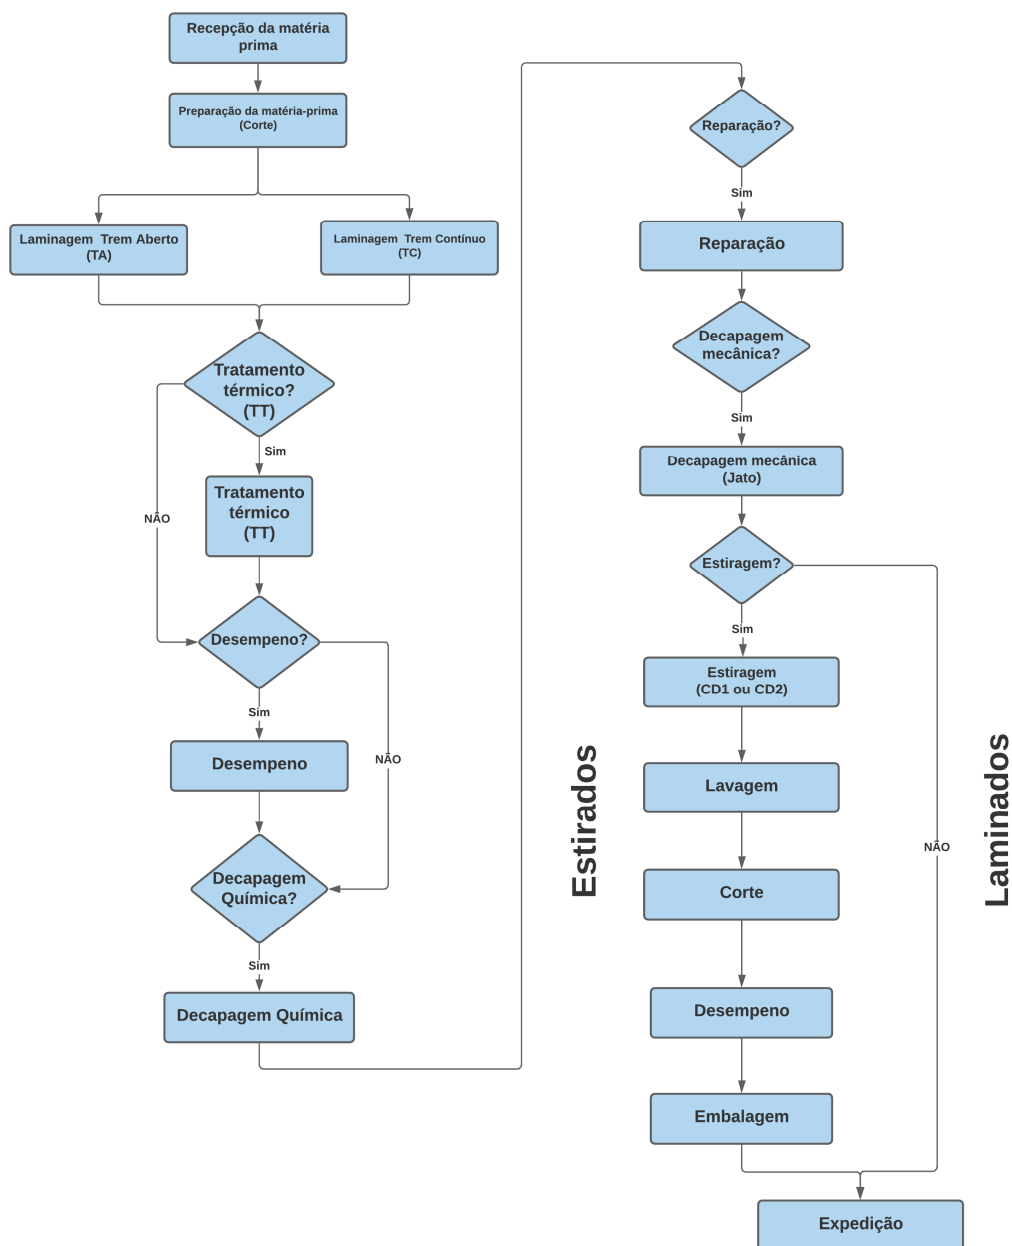 Recepção da matéria
prima
Preparação da matéria-prima
(Corte)
Laminagem Trem Aberto
(TA)
Laminagem Trem Contínuo
(TC)
Tratamento
térmico?
(TT)
Sim
NÃO
Tratamento
térmico
(TT)
Desempeno?
Sim
NÃO
Desempeno
Decapagem
Química?
Sim
Decapagem Química
Reparação?
Sim
Reparação
Decapagem
mecânica?
Sim
Decapagem mecânica
(Jato)
Estiragem?
Sim
NÃO
Estiragem
(CD1 ou CD2)
Lavagem
Corte
Desempeno
Embalagem
Expedição
Estirados
Laminados